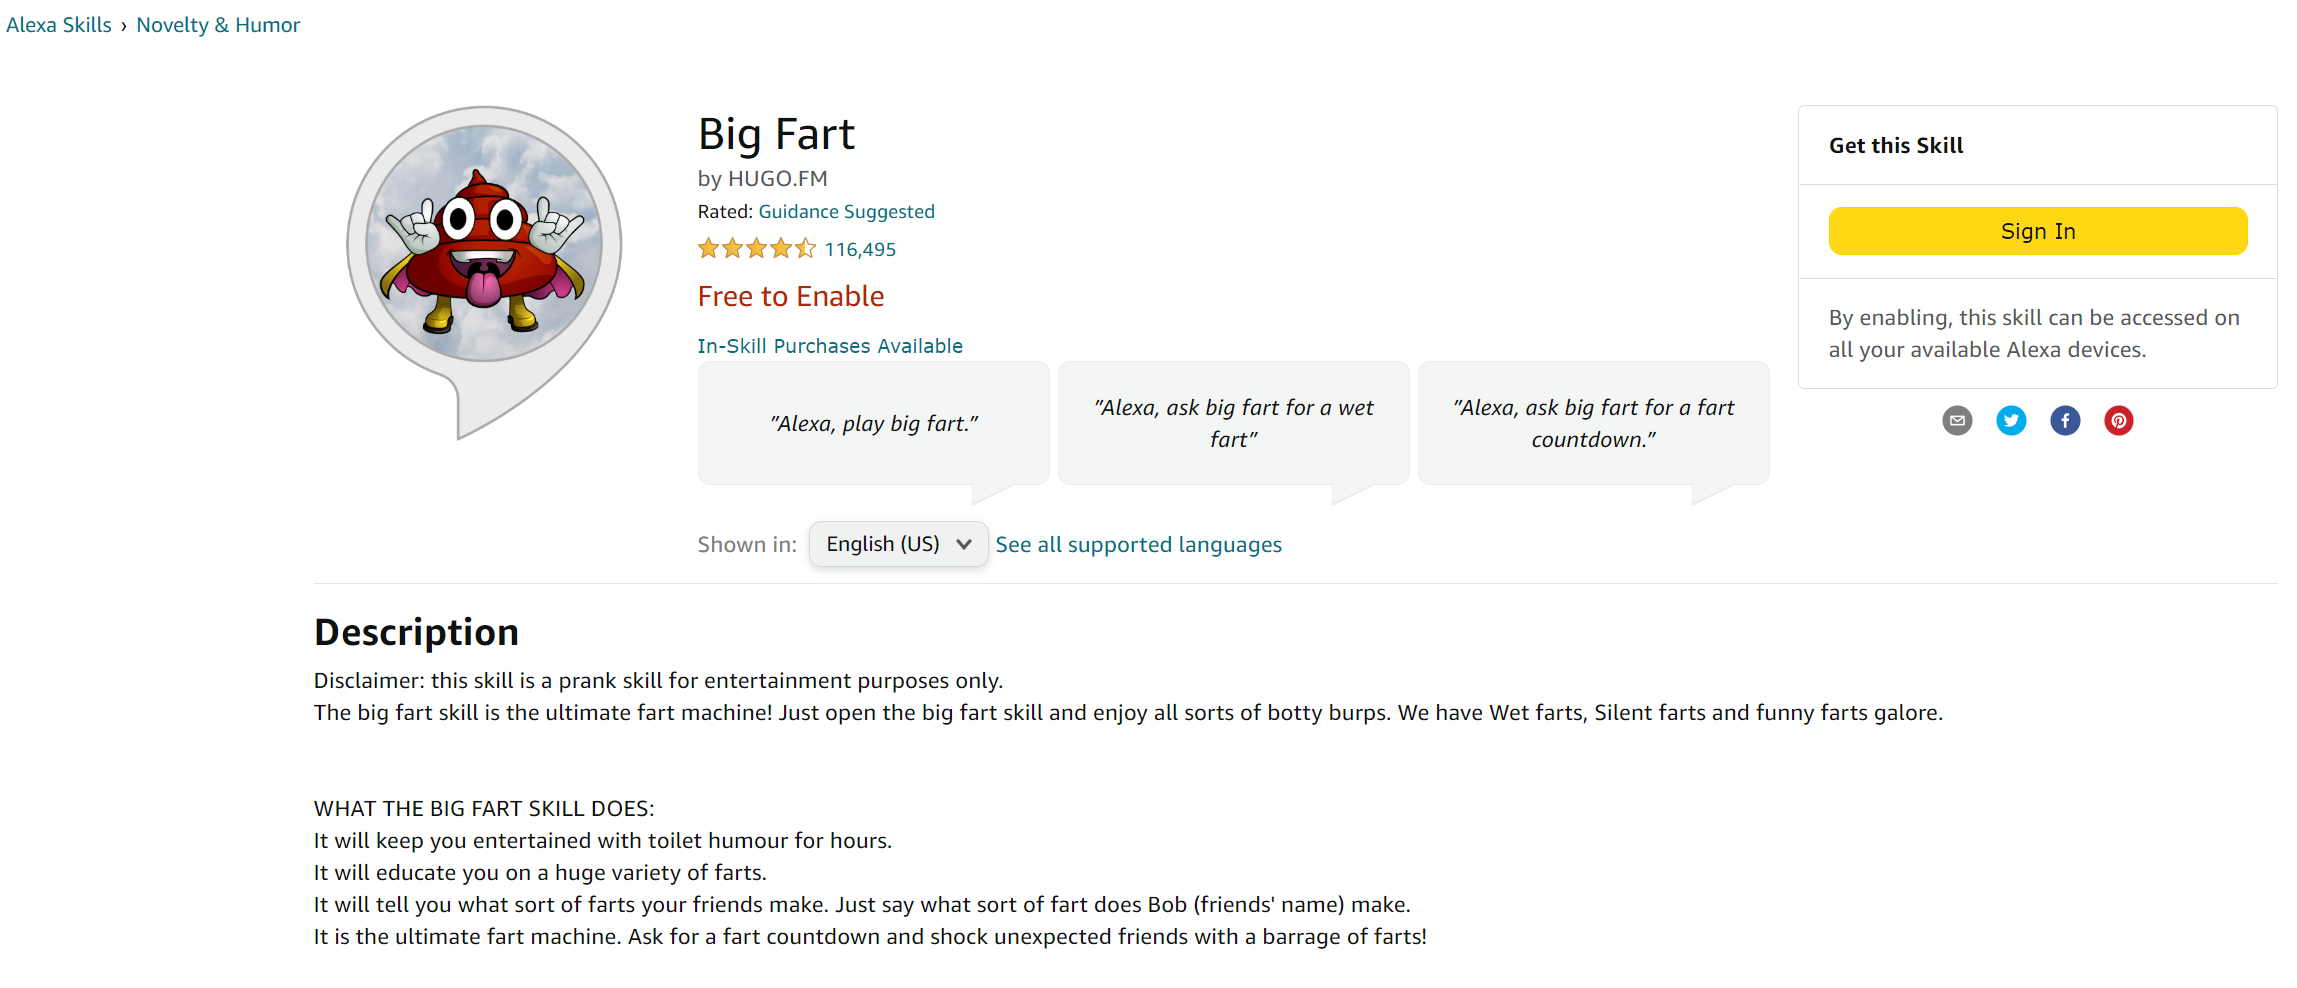 Alexa Skills › Novelty & Humor
Big Fart
by HUGO.FM
Rated: Guidance Suggested
116,495
Free to Enable
In-Skill Purchases Available
"Alexa, play big fart."
"Alexa, ask big fart for a wet
fart"
"Alexa, ask big fart for a fart
countdown."
Shown in: English (US) See all supported languages
Get this Skill
Sign In
By enabling, this skill can be accessed on
all your available Alexa devices.
Description
Disclaimer: this skill is a prank skill for entertainment purposes only.
The big fart skill is the ultimate fart machine! Just open the big fart skill and enjoy all sorts of botty burps. We have Wet farts, Silent farts and funny farts galore.
WHAT THE BIG FART SKILL DOES:
It will keep you entertained with toilet humour for hours.
It will educate you on a huge variety of farts.
It will tell you what sort of farts your friends make. Just say what sort of fart does Bob (friends' name) make.
It is the ultimate fart machine. Ask for a fart countdown and shock unexpected friends with a barrage of farts!